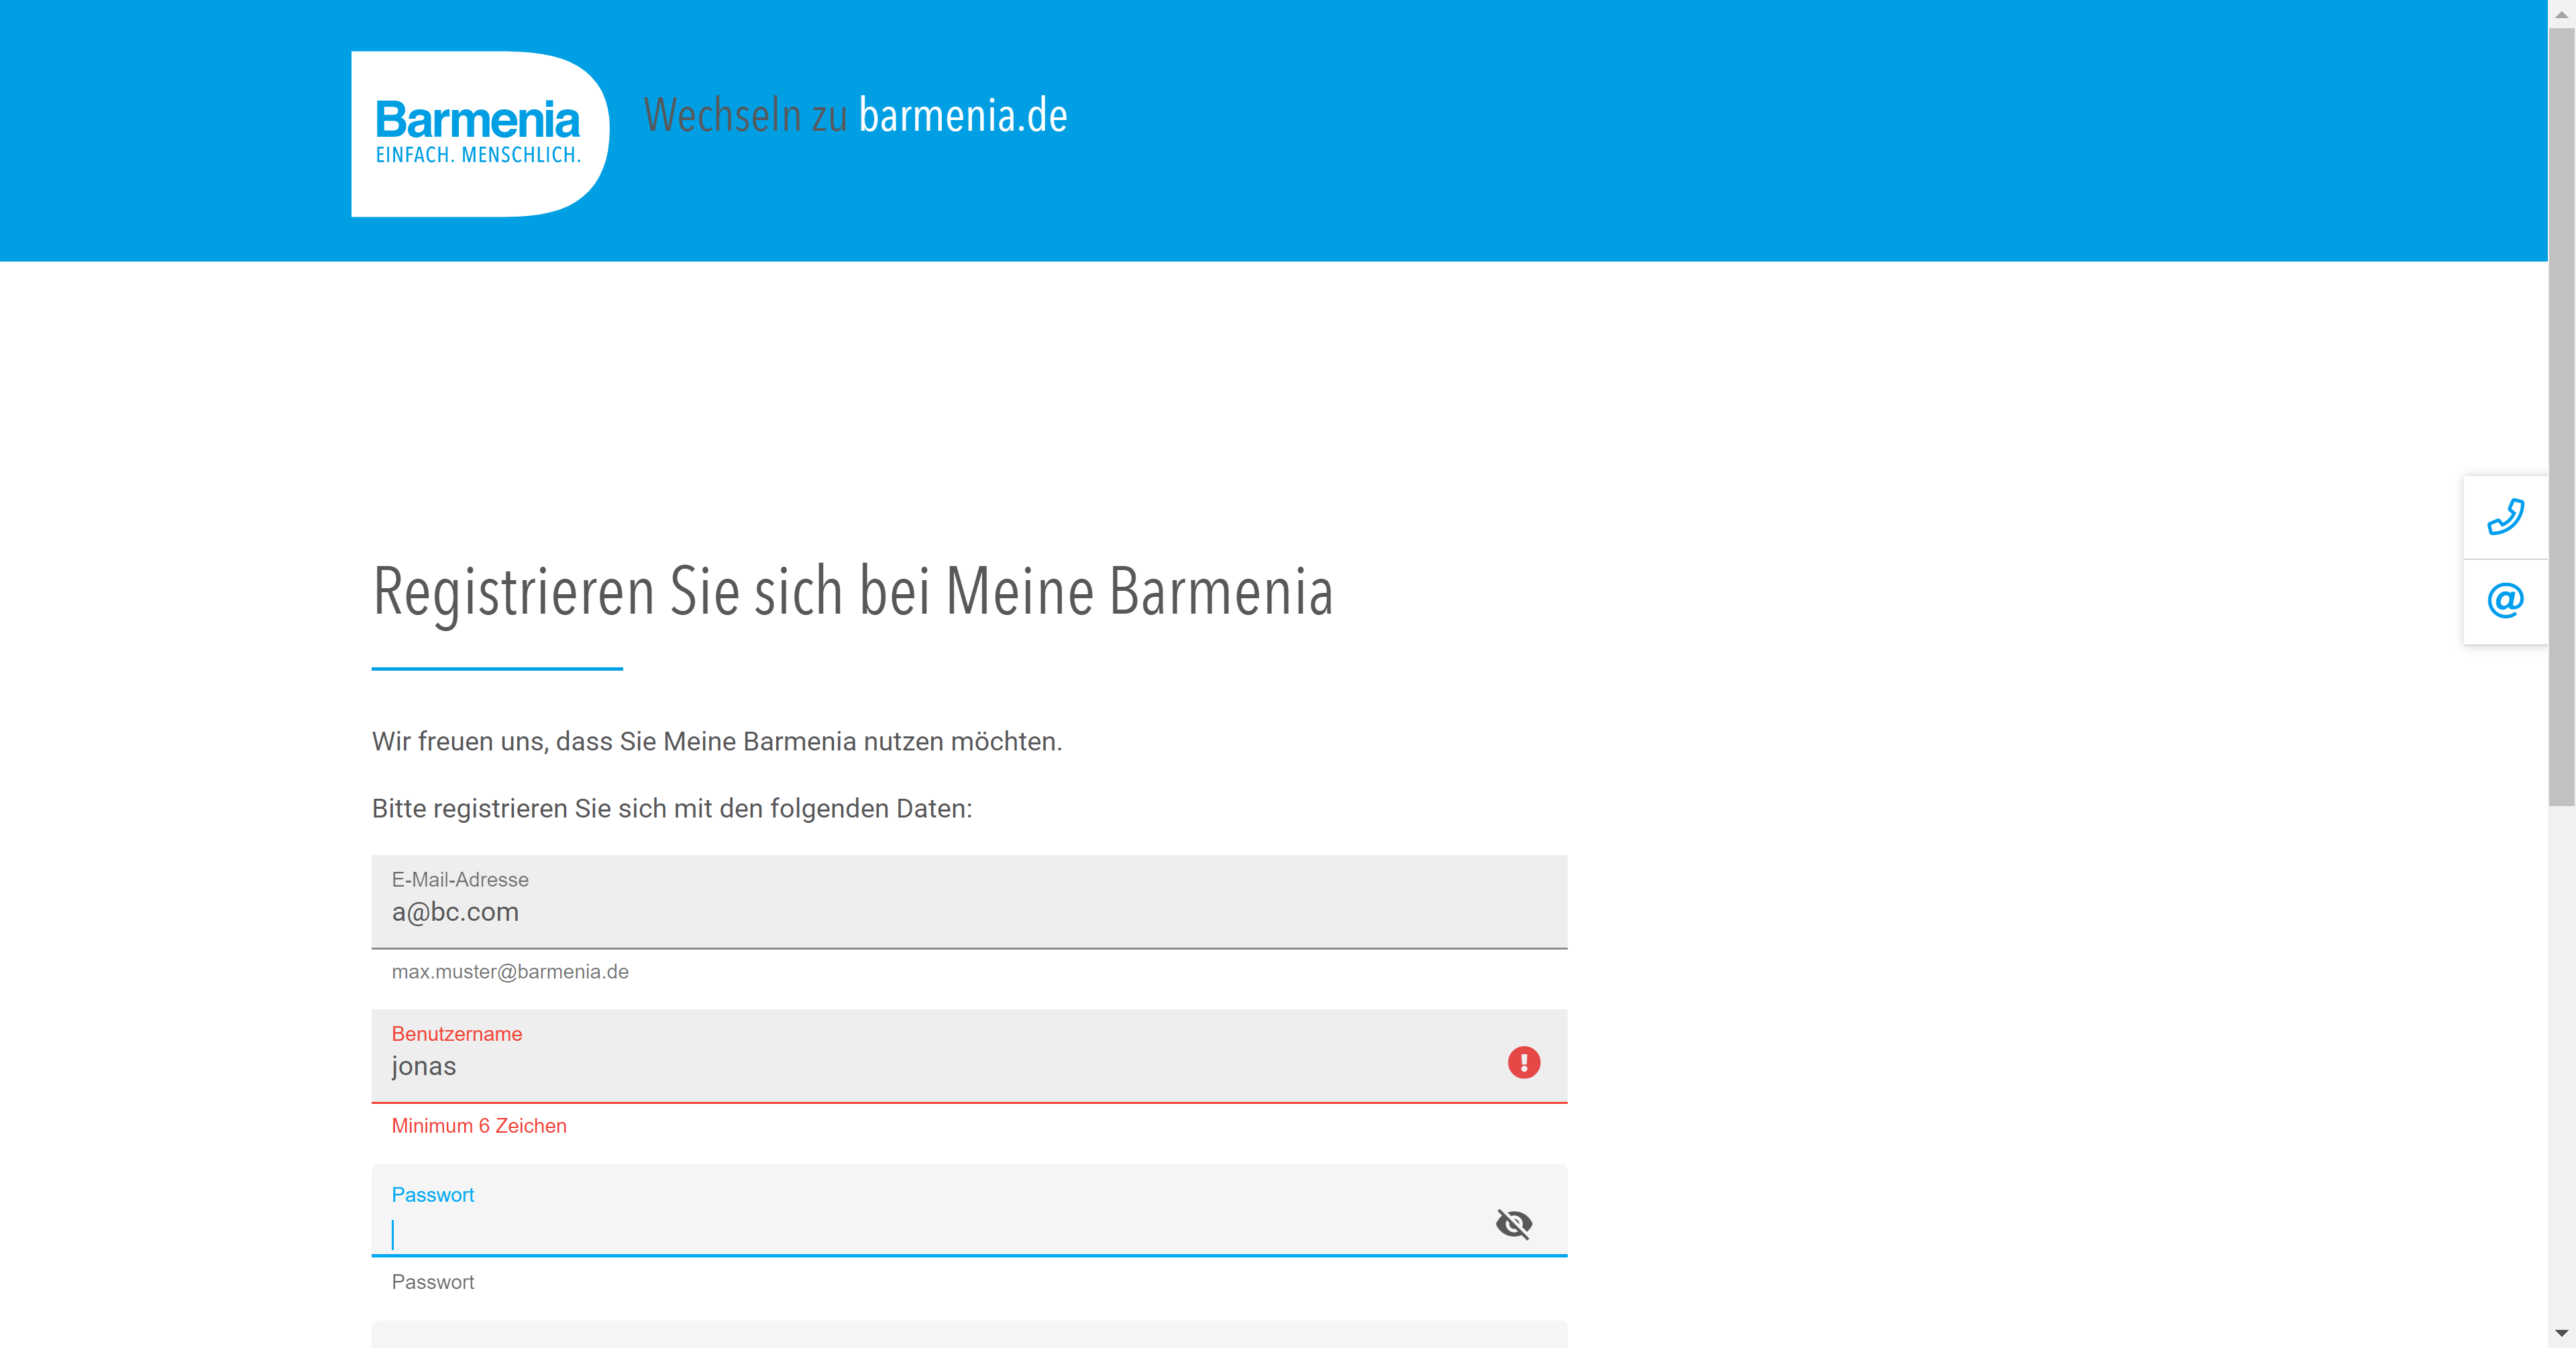 Barmenia
EINFACH. MENSCHLICH.
Wechseln zu barmenia.de
Registrieren Sie sich bei Meine Barmenia
Wir freuen uns, dass Sie Meine Barmenia nutzen möchten.
Bitte registrieren Sie sich mit den folgenden Daten:
E-Mail-Adresse
a@bc.com
max.muster@barmenia.de
Benutzername
jonas
Minimum 6 Zeichen
Passwort
Passwort